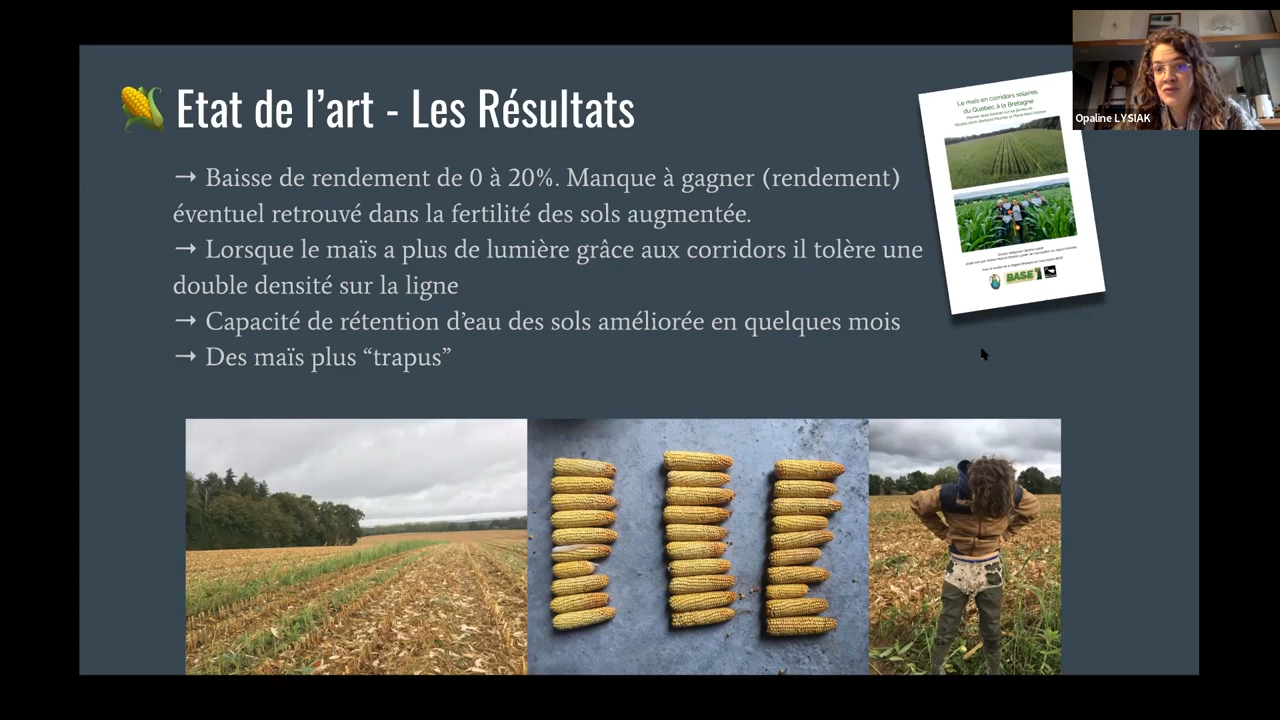 Etat de l’art - Les Résultats
→ Baisse de rendement de 0 à 20%. Manque à gagner (rendement)
éventuel retrouvé dans la fertilité des sols augmentée.
→ Lorsque le maïs a plus de lumière grâce aux corridors il tolère une
double densité sur la ligne
→ Capacité de rétention d’eau des sols améliorée en quelques mois
→ Des maïs plus “trapus”
Le maïs en corridors solaires
du Québec à la Bretagne
BASE
Opaline LYSIAK